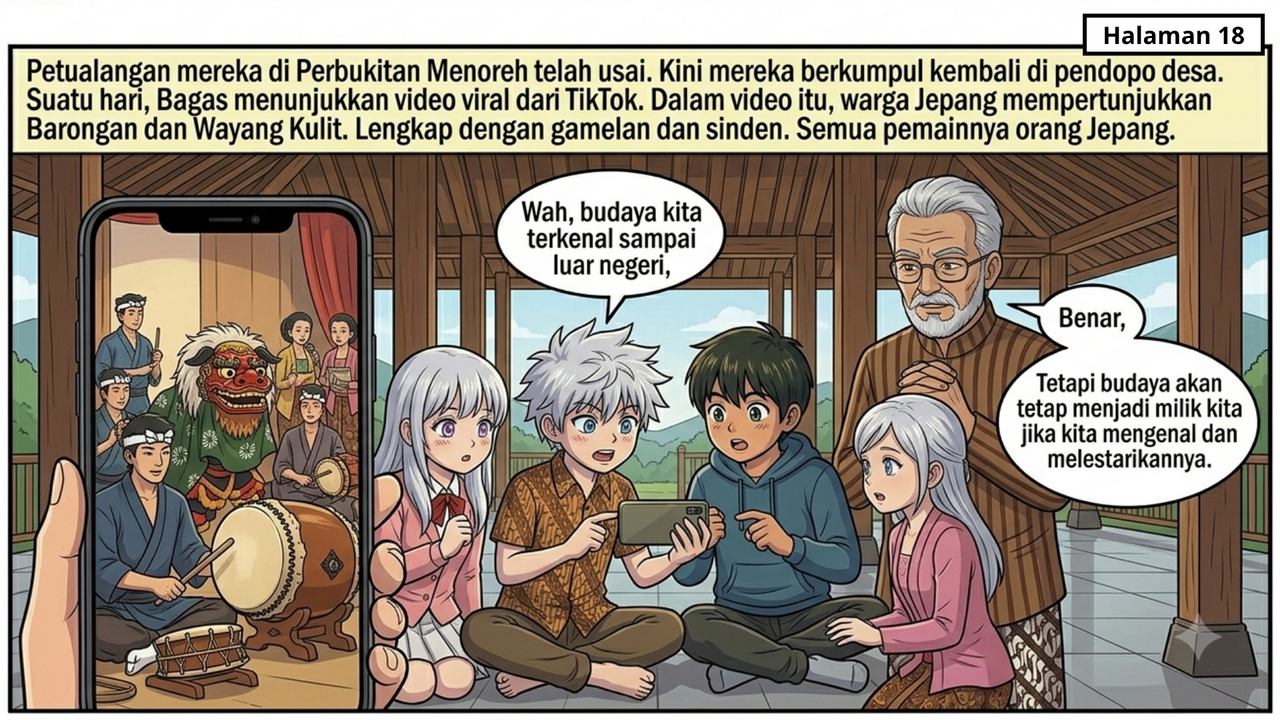 Halaman 18
Petualangan mereka di Perbukitan Menoreh telah usai. Kini mereka berkumpul kembali di pendopo desa.
Suatu hari, Bagas menunjukkan video viral dari TikTok. Dalam video itu, warga Jepang mempertunjukkan
Barongan dan Wayang Kulit. Lengkap dengan gamelan dan sinden. Semua pemainnya orang Jepang.
Wah, budaya kita
terkenal sampai
luar negeri,
Benar,
Tetapi budaya akan
tetap menjadi milik kita
jika kita mengenal dan
melestarikannya.